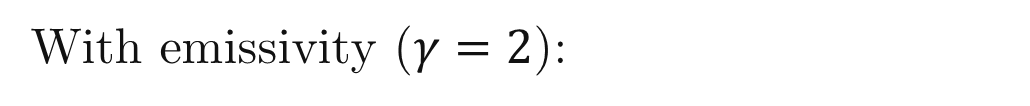 With emissivity (γ = 2):